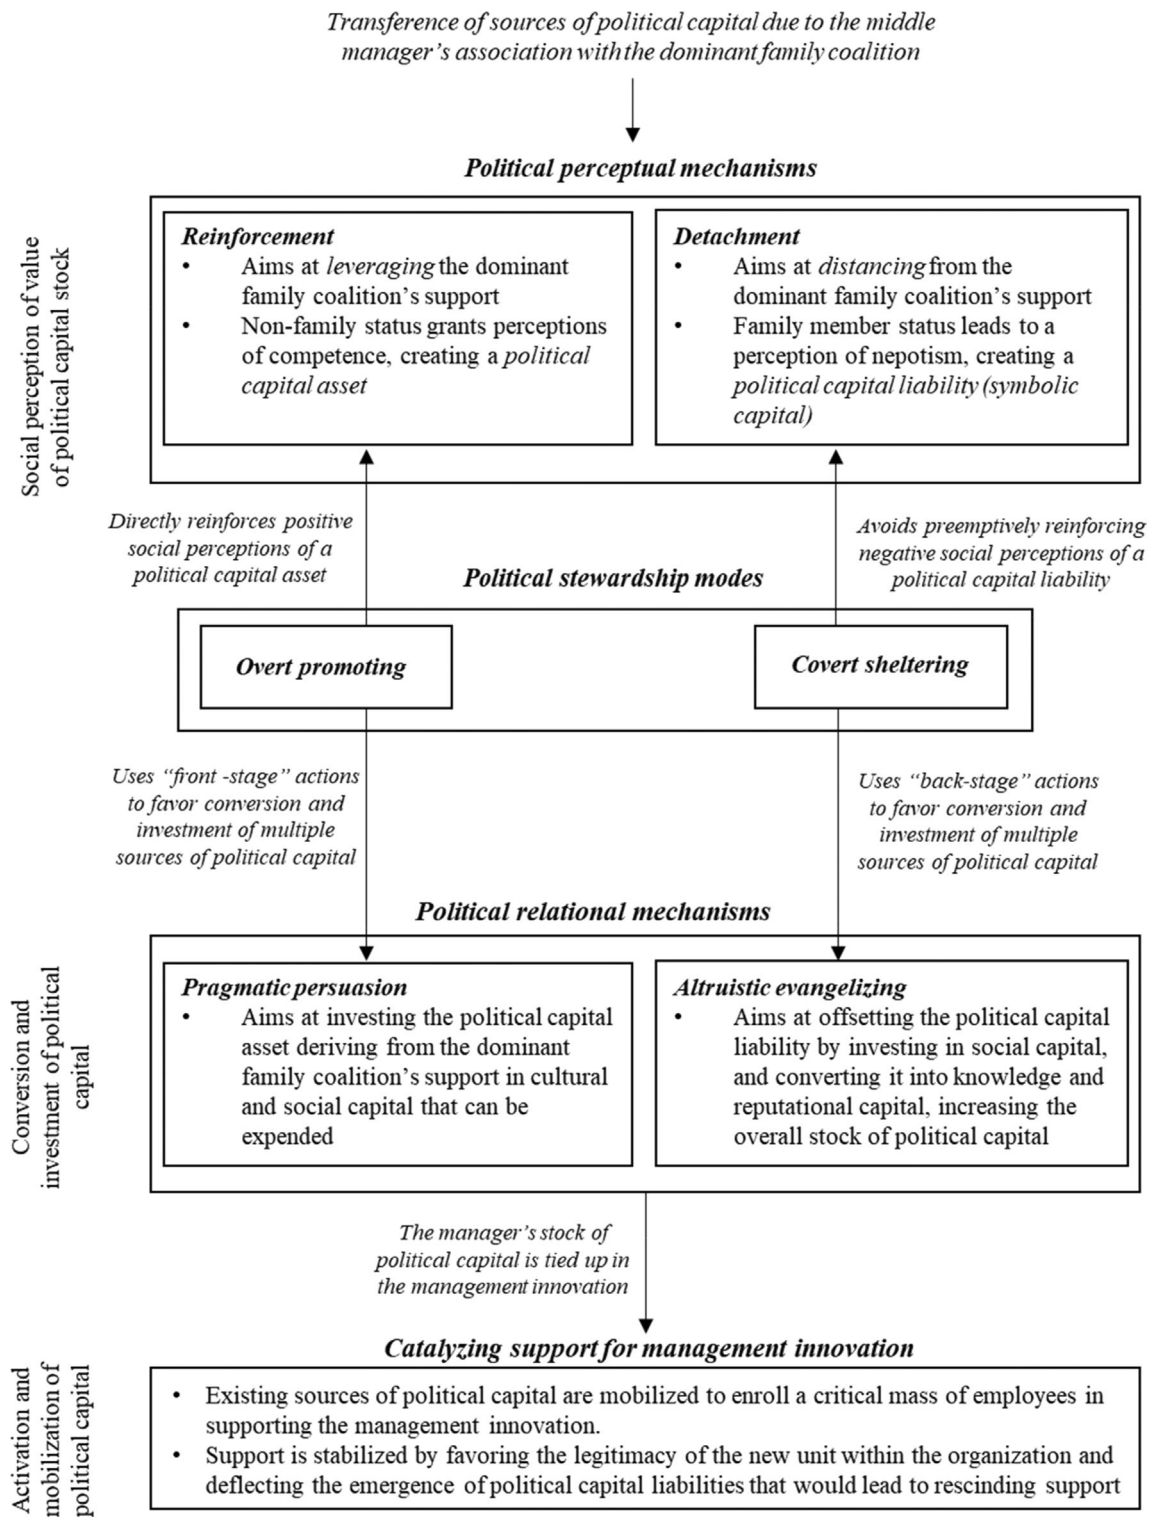 Transference of sources of political capital due to the middle
manager's association with the dominant family coalition
Political perceptual mechanisms
Social perception of value
of political capital stock
Reinforcement
• Aims at leveraging the dominant
family coalition's support
• Non-family status grants perceptions
of competence, creating a political
capital asset
Detachment
• Aims at distancing from the
dominant family coalition's support
• Family member status leads to a
perception of nepotism, creating a
political capital liability (symbolic
capital)
Directly reinforces positive
social perceptions of a
political capital asset
Avoids preemptively reinforcing
negative social perceptions of a
political capital liability
Political stewardship modes
Overt promoting
Covert sheltering
Uses “front -stage” actions
to favor conversion and
investment of multiple
sources of political capital
Uses “back-stage” actions
to favor conversion and
investment of multiple
sources of political capital
Political relational mechanisms
Conversion and
investment of political
capital
Pragmatic persuasion
• Aims at investing the political capital
asset deriving from the dominant
family coalition's support in cultural
and social capital that can be
expended
Altruistic evangelizing
• Aims at offsetting the political capital
liability by investing in social capital,
and converting it into knowledge and
reputational capital, increasing the
overall stock of political capital
The manager's stock of
political capital is tied up in
the management innovation
Catalyzing support for management innovation
Activation and
mobilization of
political capital
• Existing sources of political capital are mobilized to enroll a critical mass of employees in
supporting the management innovation.
• Support is stabilized by favoring the legitimacy of the new unit within the organization and
deflecting the emergence of political capital liabilities that would lead to rescinding support